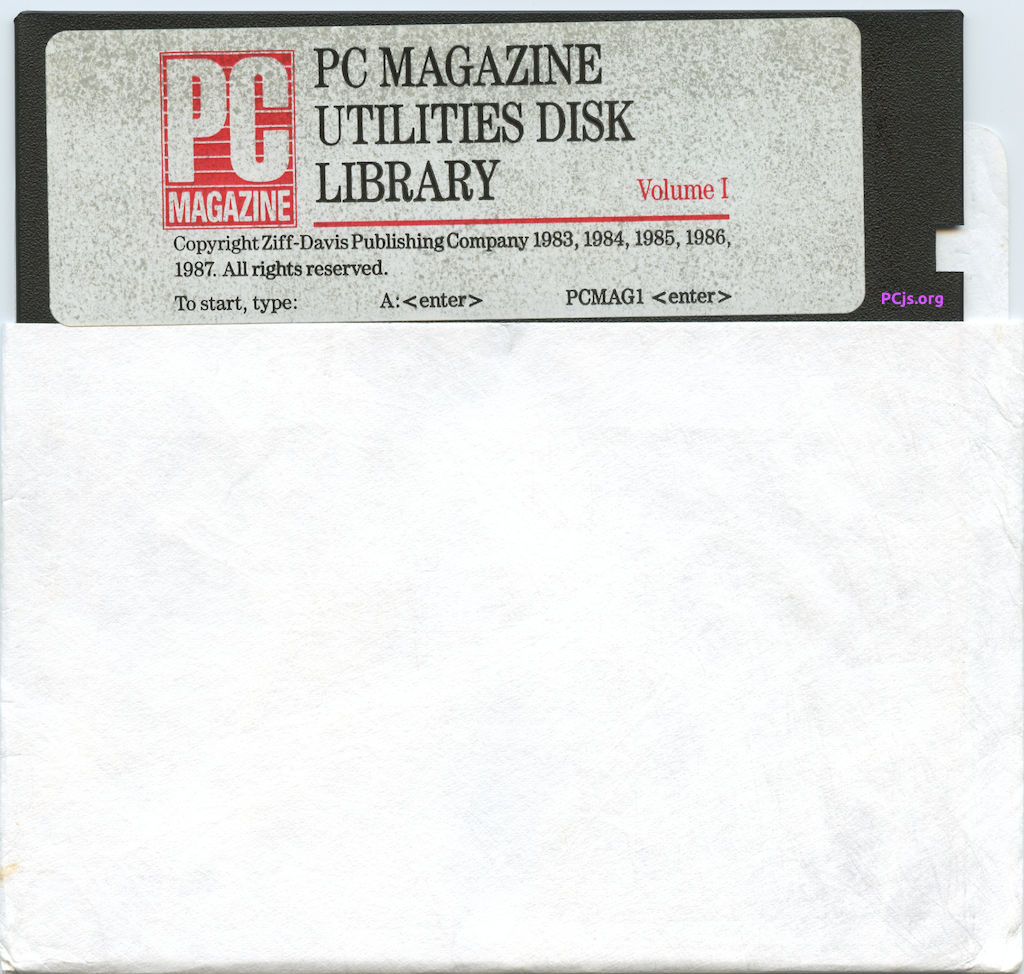 PC
MAGAZINE
PC MAGAZINE
UTILITIES DISK
LIBRARY
Volume I
Copyright Ziff-Davis Publishing Company 1983, 1984, 1985, 1986,
1987. All rights reserved.
To start, type: A:<enter> PCMAG1 <enter>
PCjs.org